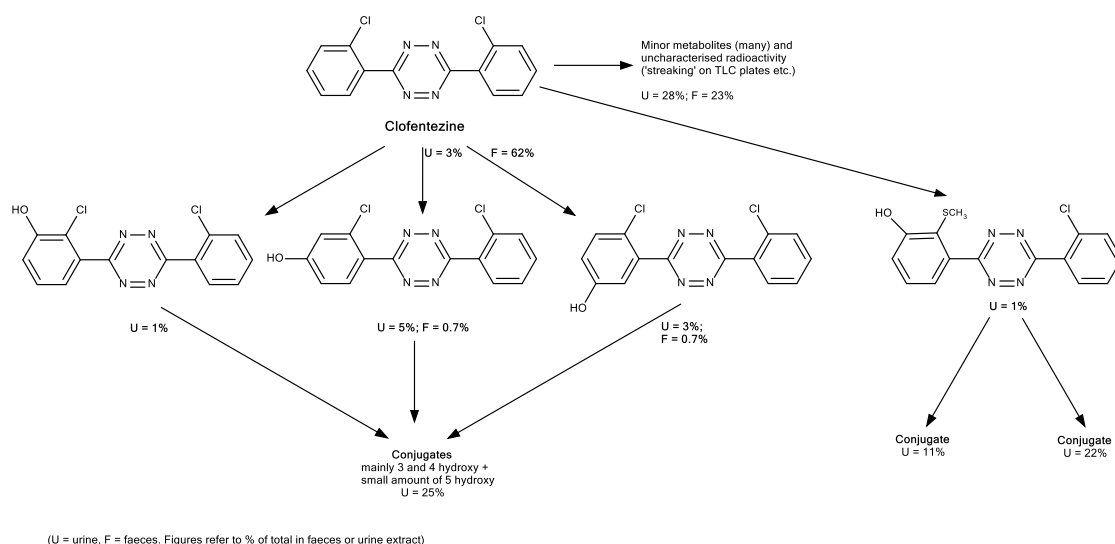 Cl
Cl
N
N
N
N
Minor metabolites (many) and
uncharacterised radioactivity
('streaking' on TLC plates etc.)
U = 28%; F = 23%
Clofentezine
U = 3%
F = 62%
HO
Cl
Cl
N
N
N
N
U = 1%
Cl
Cl
HO
N
N
N
N
U = 5%; F = 0.7%
Cl
Cl
HO
N
N
N
N
U = 3%;
F = 0.7%
HO
SCH3
Cl
N
N
N
N
U = 1%
Conjugates
mainly 3 and 4 hydroxy +
small amount of 5 hydroxy
U = 25%
Conjugate
U = 11%
Conjugate
U = 22%
(U = urine, F = faeces. Figures refer to % of total in faeces or urine extract)